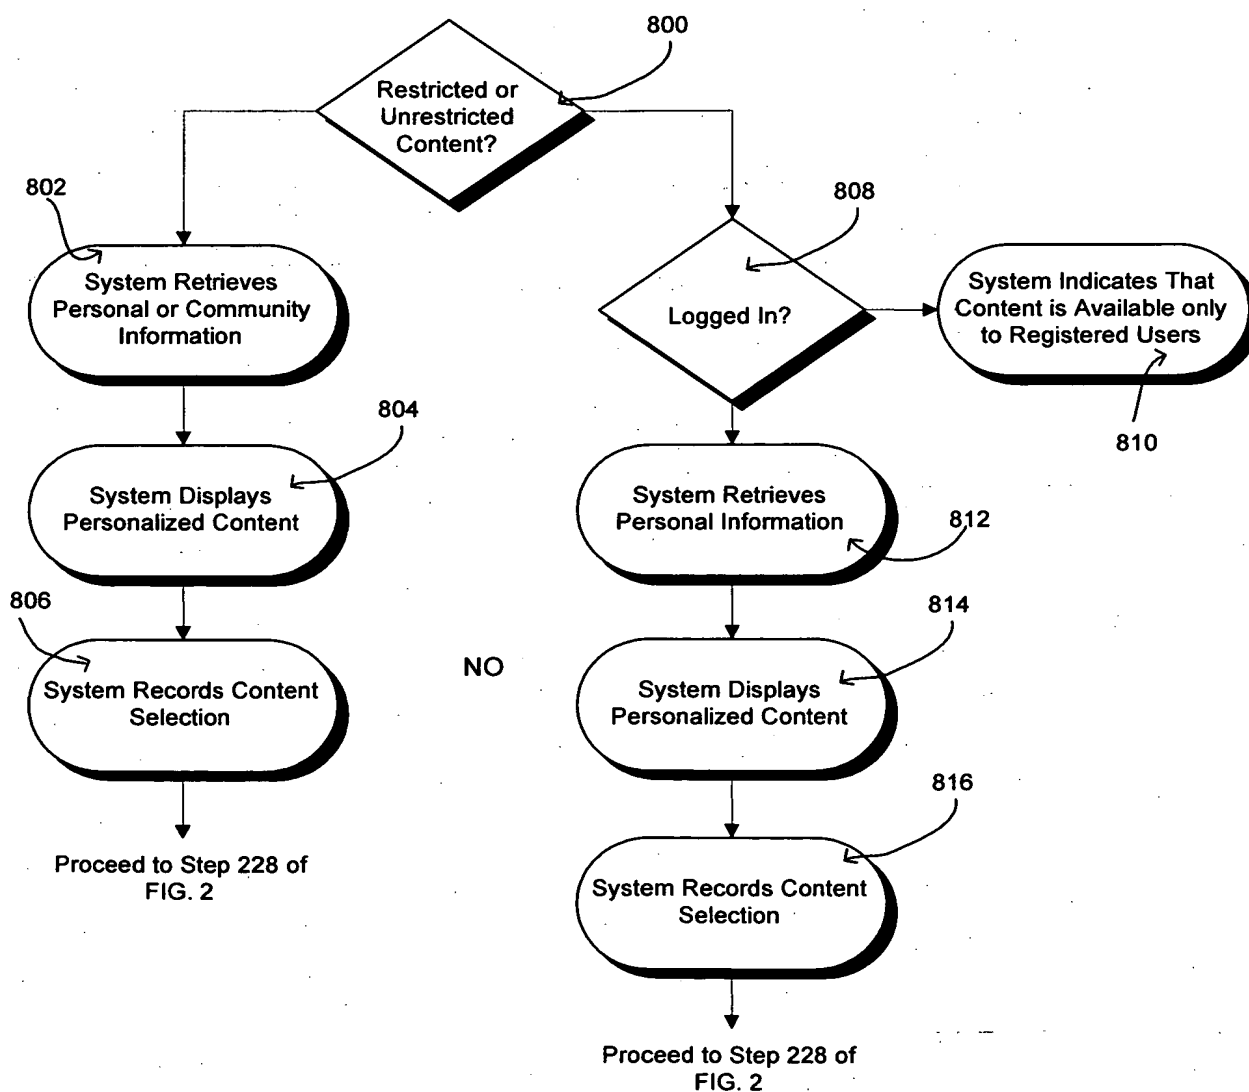 800
Restricted or
Unrestricted
Content?
802
System Retrieves
Personal or Community
Information
808
Logged In?
System Indicates That
Content is Available only
to Registered Users
810
804
System Displays
Personalized Content
System Retrieves
Personal Information
812
806
System Records Content
Selection
NO
814
System Displays
Personalized Content
816
System Records Content
Selection
Proceed to Step 228 of
FIG. 2
Proceed to Step 228 of
FIG. 2